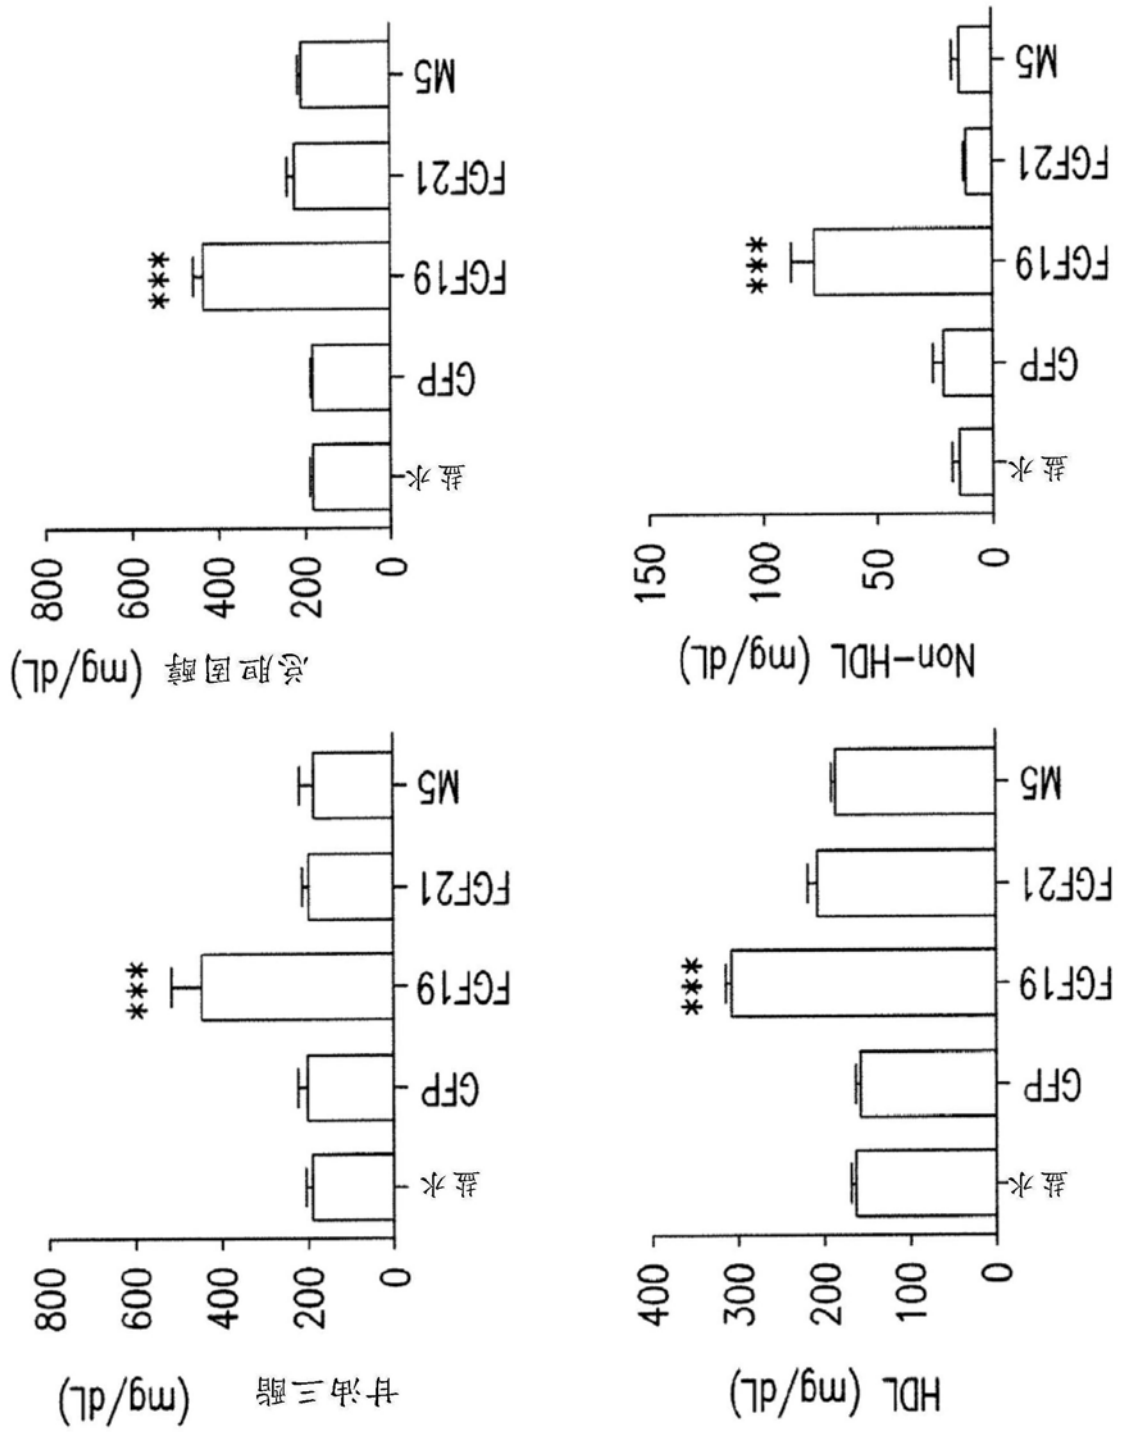 甘油三酯 (mg/dL)
800
600
400
200
0
***
盐水
GFP
FGF19
FGF21
M5
总胆固醇 (mg/dL)
800
600
400
200
0
***
盐水
GFP
FGF19
FGF21
M5
HDL (mg/dL)
400
300
200
100
0
***
盐水
GFP
FGF19
FGF21
M5
Non-HDL (mg/dL)
150
100
50
0
***
盐水
GFP
FGF19
FGF21
M5